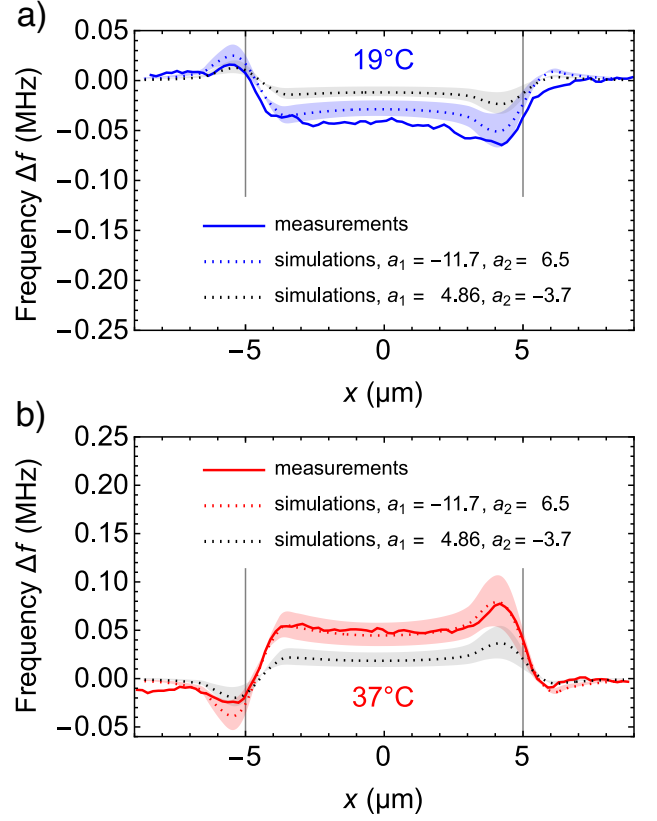 a)
0.05
0.00
−0.05
−0.10
−0.15
−0.20
−0.25
Frequency Δf (MHz)
19°C
measurements
simulations, a₁ = −11.7, a₂ = 6.5
simulations, a₁ = 4.86, a₂ = −3.7
−5 0 5
x (μm)
b)
0.25
0.20
0.15
0.10
0.05
0.00
−0.05
Frequency Δf (MHz)
measurements
simulations, a₁ = −11.7, a₂ = 6.5
simulations, a₁ = 4.86, a₂ = −3.7
37°C
−5 0 5
x (μm)